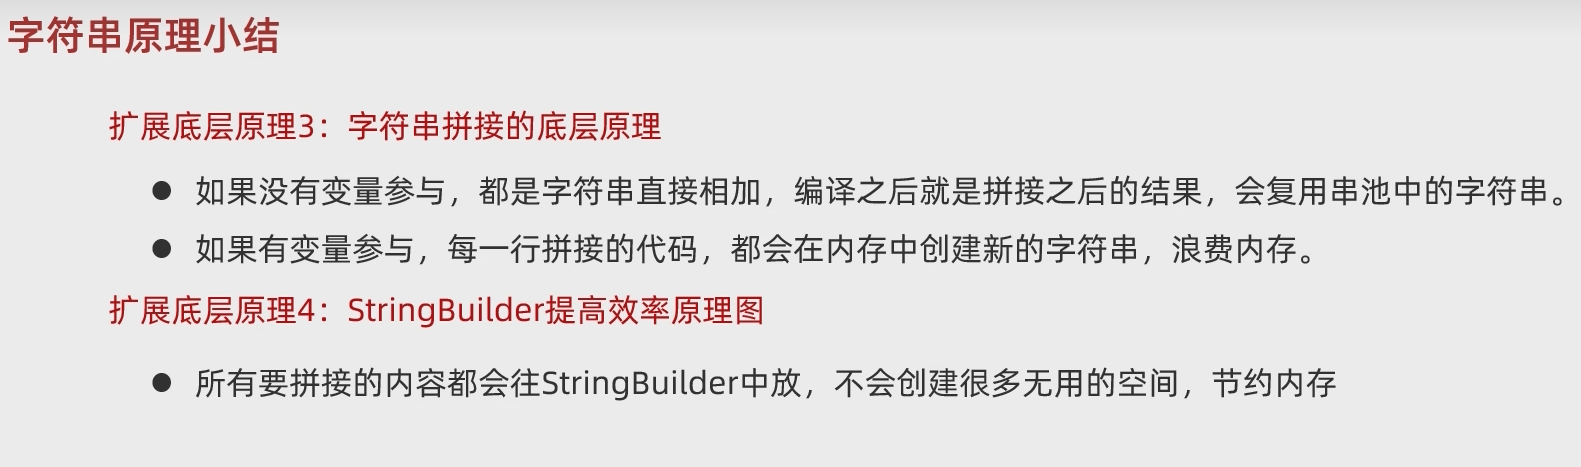 字符串原理小结
扩展底层原理3：字符串拼接的底层原理
● 如果没有变量参与，都是字符串直接相加，编译之后就是拼接之后的结果，会复用串池中的字符串。
● 如果有变量参与，每一行拼接的代码，都会在内存中创建新的字符串，浪费内存。
扩展底层原理4：StringBuilder提高效率原理图
● 所有要拼接的内容都会往StringBuilder中放，不会创建很多无用的空间，节约内存